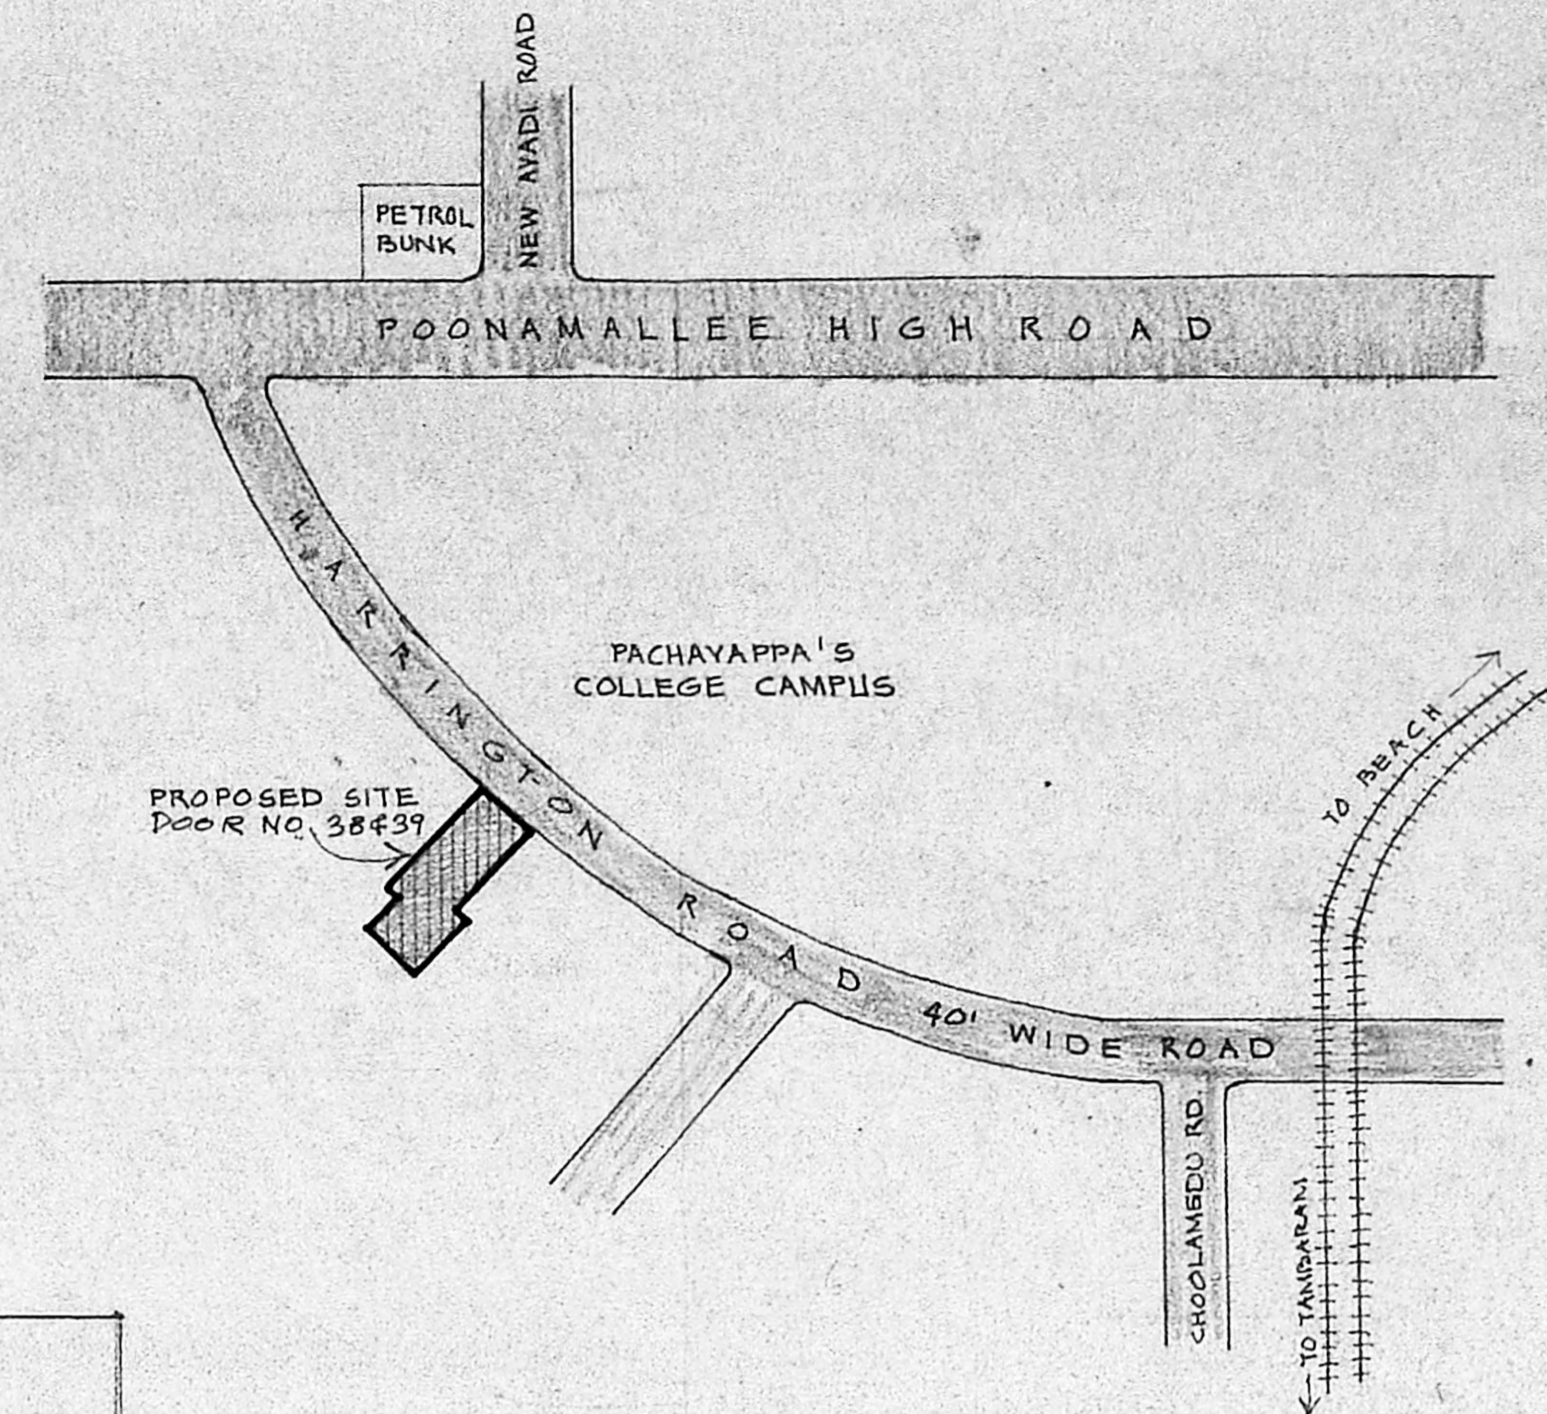 NEW AVADI ROAD
PETROL
BUNK
POONAMALLEE HIGH ROAD
HARRINGTON ROAD 40' WIDE ROAD
PACHAYAPPA'S
COLLEGE CAMPUS
TO BEACH
PROPOSED SITE
DOOR NO. 38&39
CHOOLAMEDU RD.
TO TAMBARAM